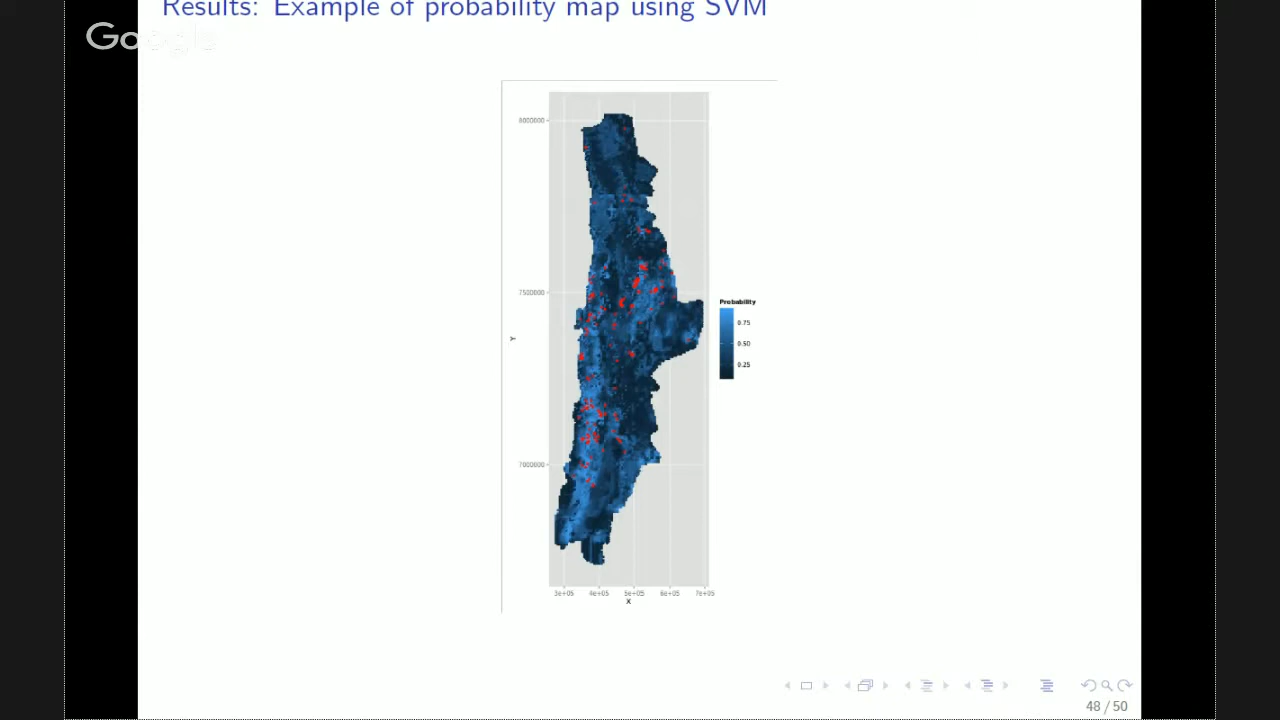 Results: Example of probability map using SVM
Google
8000000
7500000
7000000
Y
3e+05 4e+05 5e+05 6e+05 7e+05
X
Probability
0.75
0.50
0.25
48 / 50